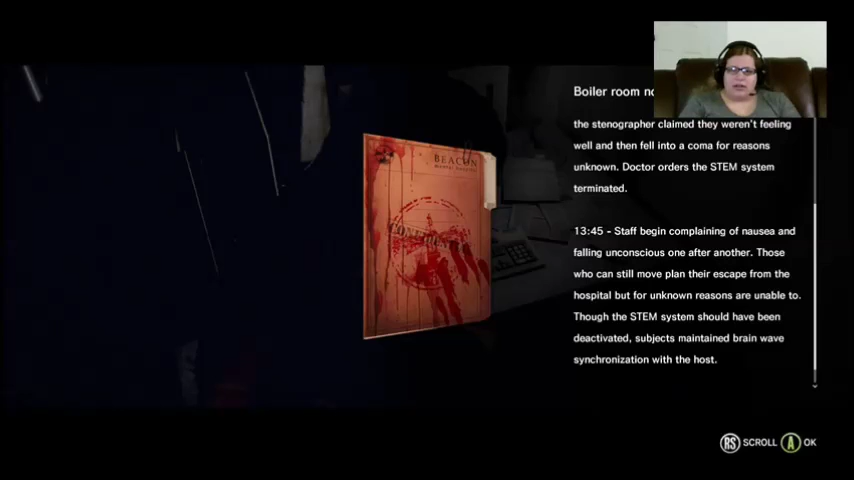 Boiler room no
the stenographer claimed they weren't feeling
well and then fell into a coma for reasons
unknown. Doctor orders the STEM system
terminated.
13:45 - Staff begin complaining of nausea and
falling unconscious one after another. Those
who can still move plan their escape from the
hospital but for unknown reasons are unable to.
Though the STEM system should have been
deactivated, subjects maintained brain wave
synchronization with the host.
BEACON
CONFIDENTIAL
RS SCROLL A OK